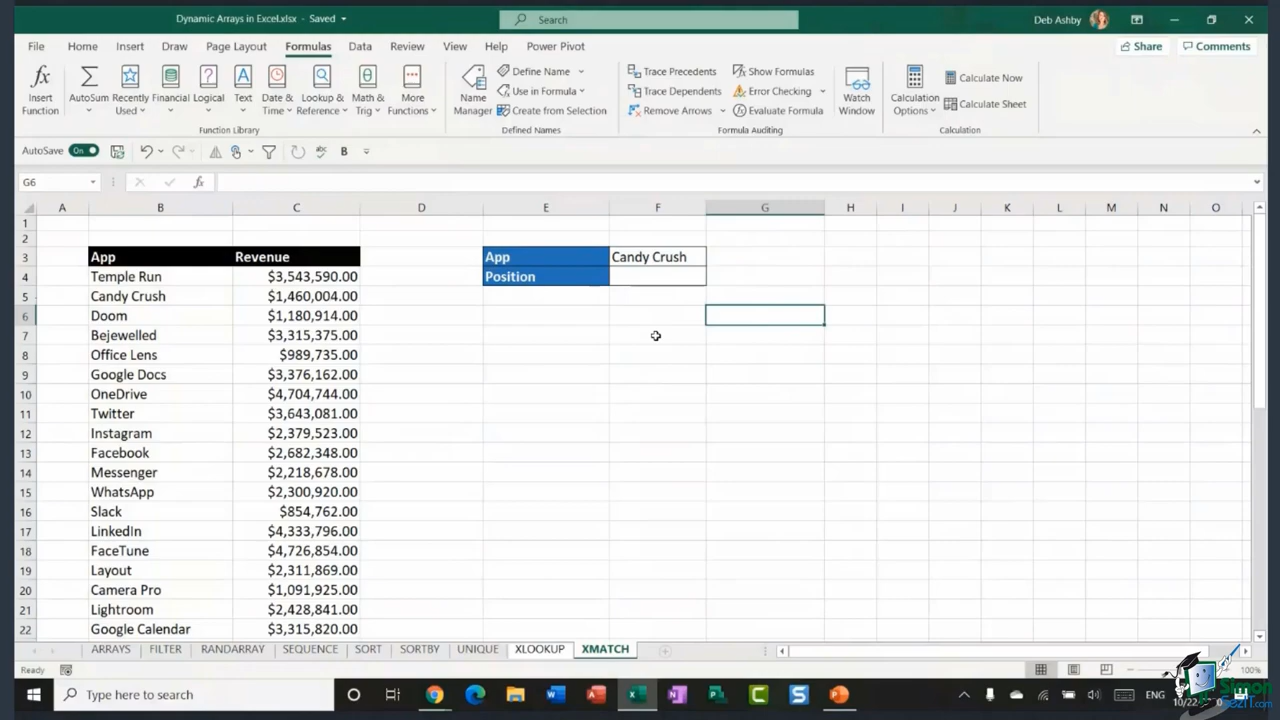 Dynamic Arrays in Excel.xlsx - Saved
Search
Deb Ashby
File Home Insert Draw Page Layout Formulas Data Review View Help Power Pivot
Share Comments
Insert Function
AutoSum
Recently Used
Financial
Logical
Text
Date & Time
Lookup & Reference
Math & Trig
More Functions
Function Library
Name Manager
Define Name
Use in Formula
Create from Selection
Defined Names
Trace Precedents
Trace Dependents
Remove Arrows
Show Formulas
Error Checking
Evaluate Formula
Formula Auditing
Watch Window
Calculation Options
Calculate Now
Calculate Sheet
Calculation
AutoSave On
abc
B
G6
fx
A B C D E F G H I J K L M N O
1
2
3 App Revenue App Candy Crush
4 Temple Run $3,543,590.00 Position
5 Candy Crush $1,460,004.00
6 Doom $1,180,914.00
7 Bejewelled $3,315,375.00
8 Office Lens $989,735.00
9 Google Docs $3,376,162.00
10 OneDrive $4,704,744.00
11 Twitter $3,643,081.00
12 Instagram $2,379,523.00
13 Facebook $2,682,348.00
14 Messenger $2,218,678.00
15 WhatsApp $2,300,920.00
16 Slack $854,762.00
17 LinkedIn $4,333,796.00
18 FaceTune $4,726,854.00
19 Layout $2,311,869.00
20 Camera Pro $1,091,925.00
21 Lightroom $2,428,841.00
22 Google Calendar $3,315,820.00
ARRAYS FILTER RANDARRAY SEQUENCE SORT SORTBY UNIQUE XLOOKUP XMATCH
Ready
100%
Type here to search
ENG
10/22
Simon
Sez IT.com